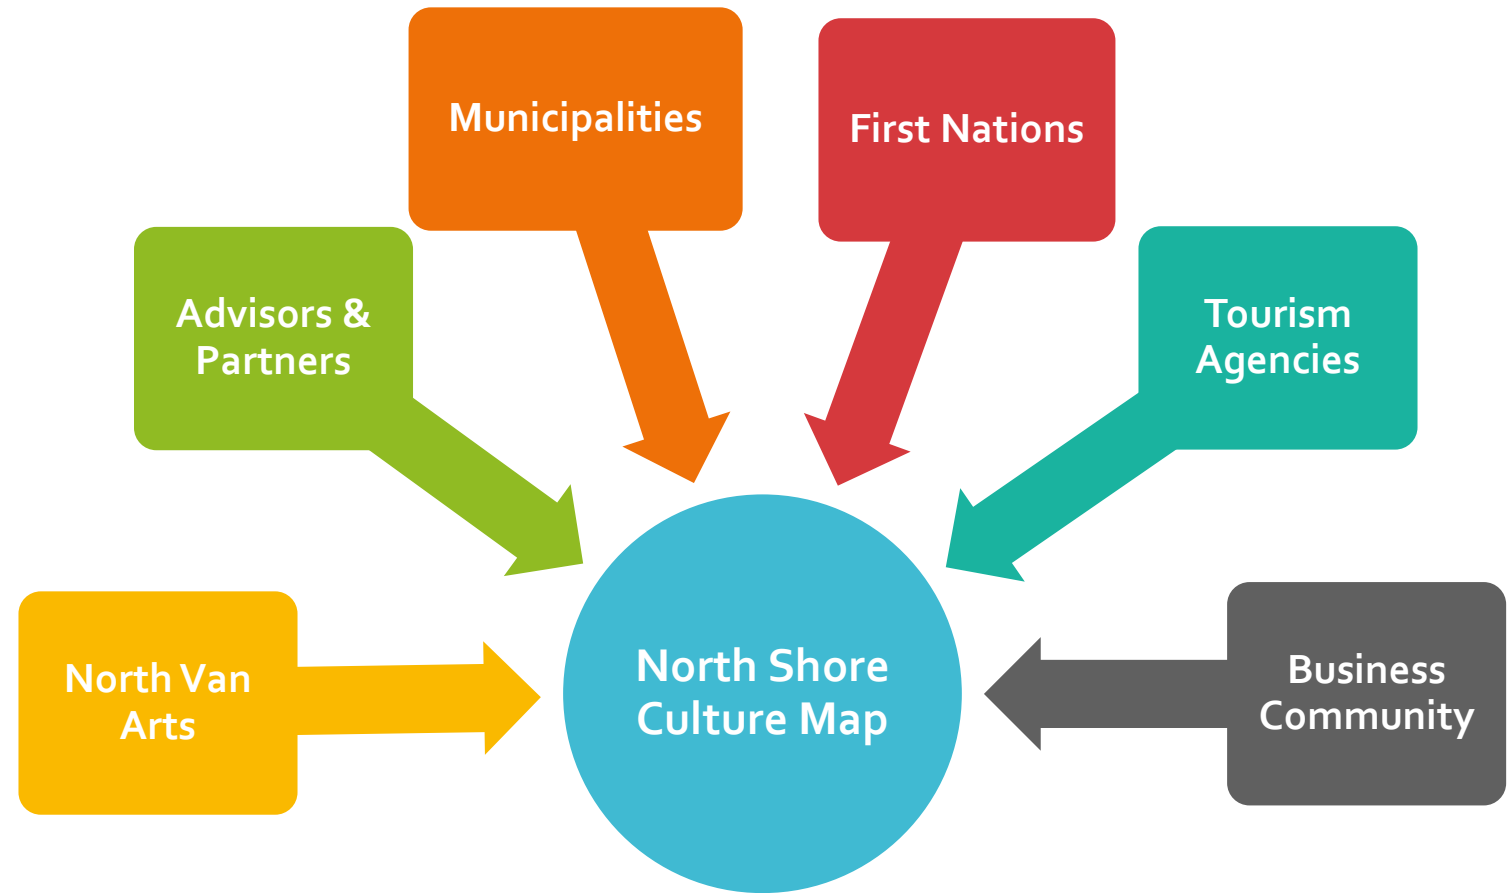 Municipalities
First Nations
Advisors &
Partners
Tourism
Agencies
North Van
Arts
North Shore
Culture Map
Business
Community